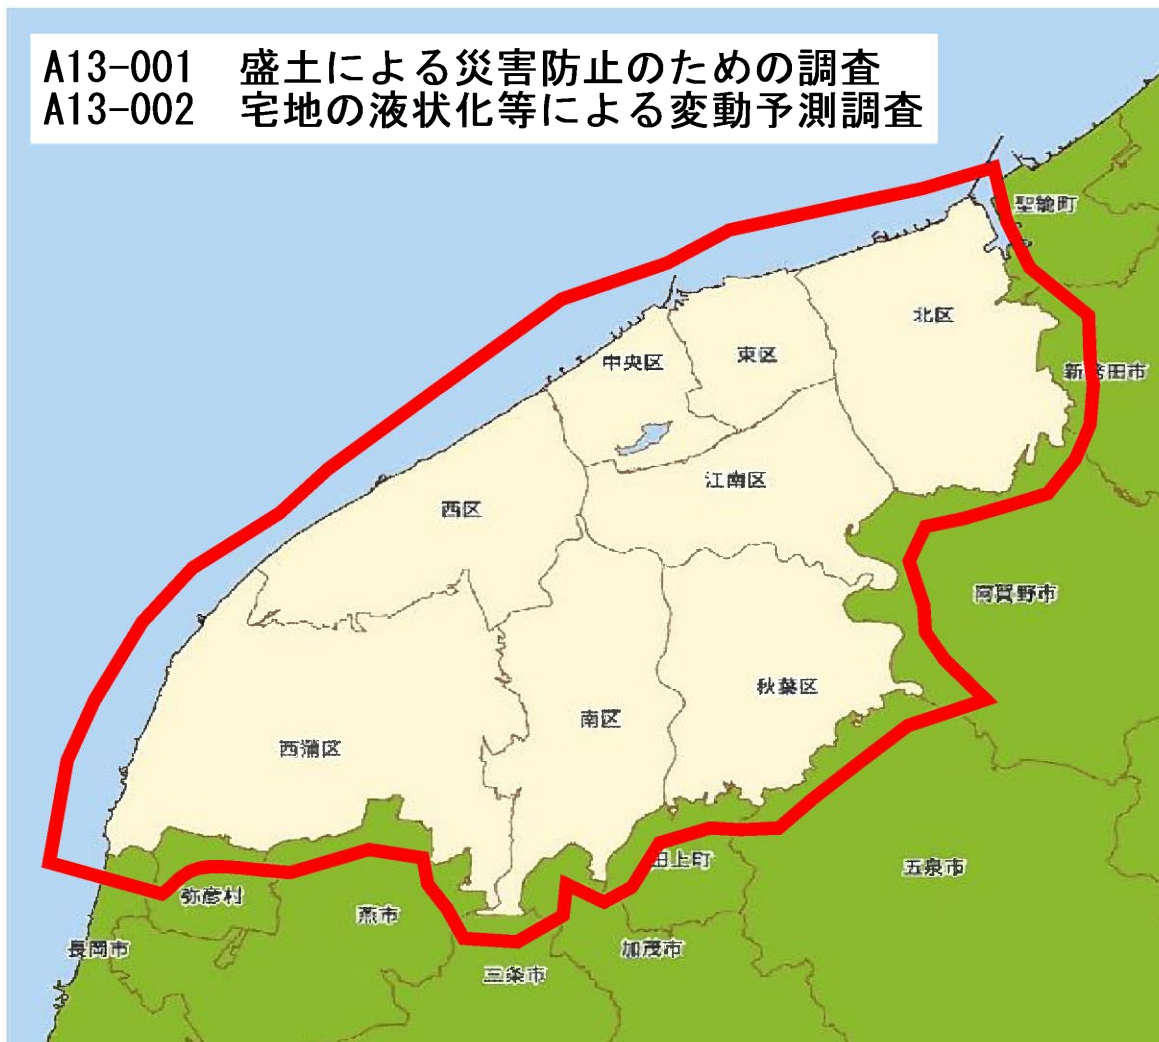 A13-001 盛土による災害防止のための調査
A13-002 宅地の液状化等による変動予測調査
聖籠町
北区
東区
中央区
新発田市
江南区
西区
阿賀野市
秋葉区
南区
西蒲区
田上町
五泉市
弥彦村
燕市
長岡市
加茂市
三条市